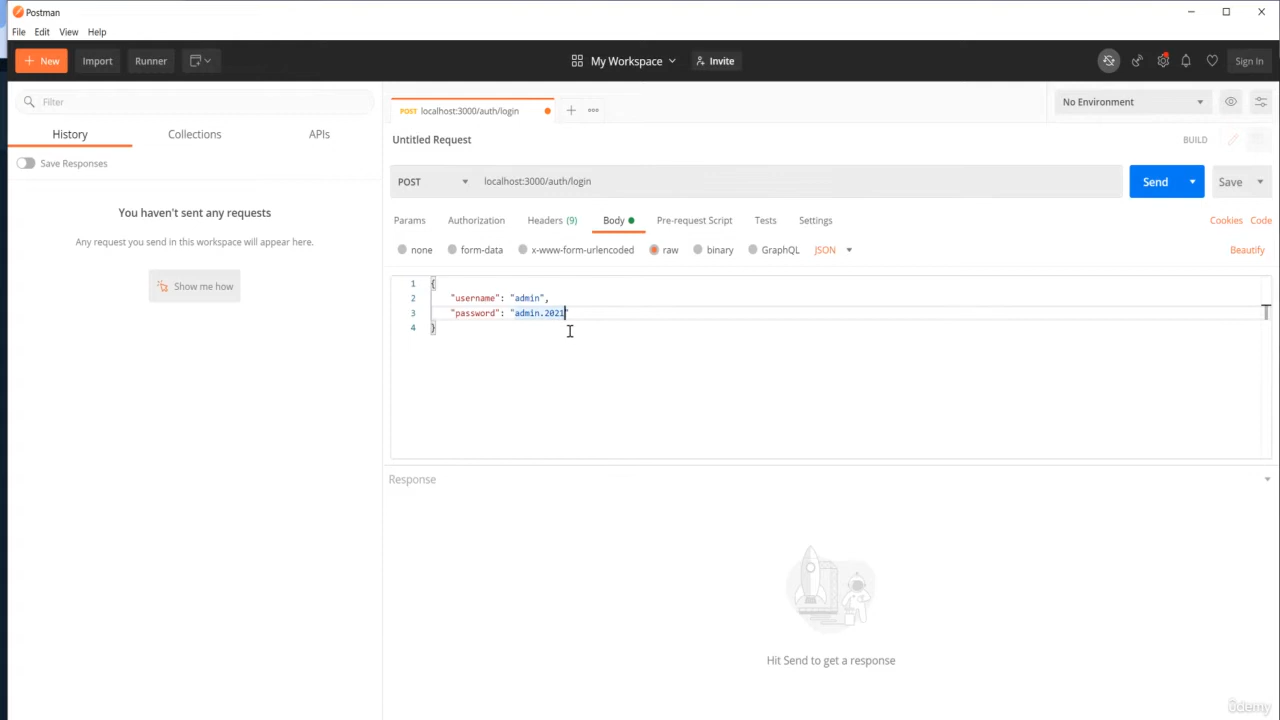 Postman
File Edit View Help
New Import Runner My Workspace Invite Sign In
Filter
History Collections APIs
Save Responses
You haven't sent any requests
Any request you send in this workspace will appear here.
Show me how
POST localhost:3000/auth/login
No Environment
Untitled Request
BUILD
POST localhost:3000/auth/login Send Save
Params Authorization Headers (9) Body Pre-request Script Tests Settings Cookies Code
none form-data x-www-form-urlencoded raw binary GraphQL JSON Beautify
1 {
2 "username": "admin",
3 "password": "admin.2021"
4 }
Response
Hit Send to get a response
ûdemy